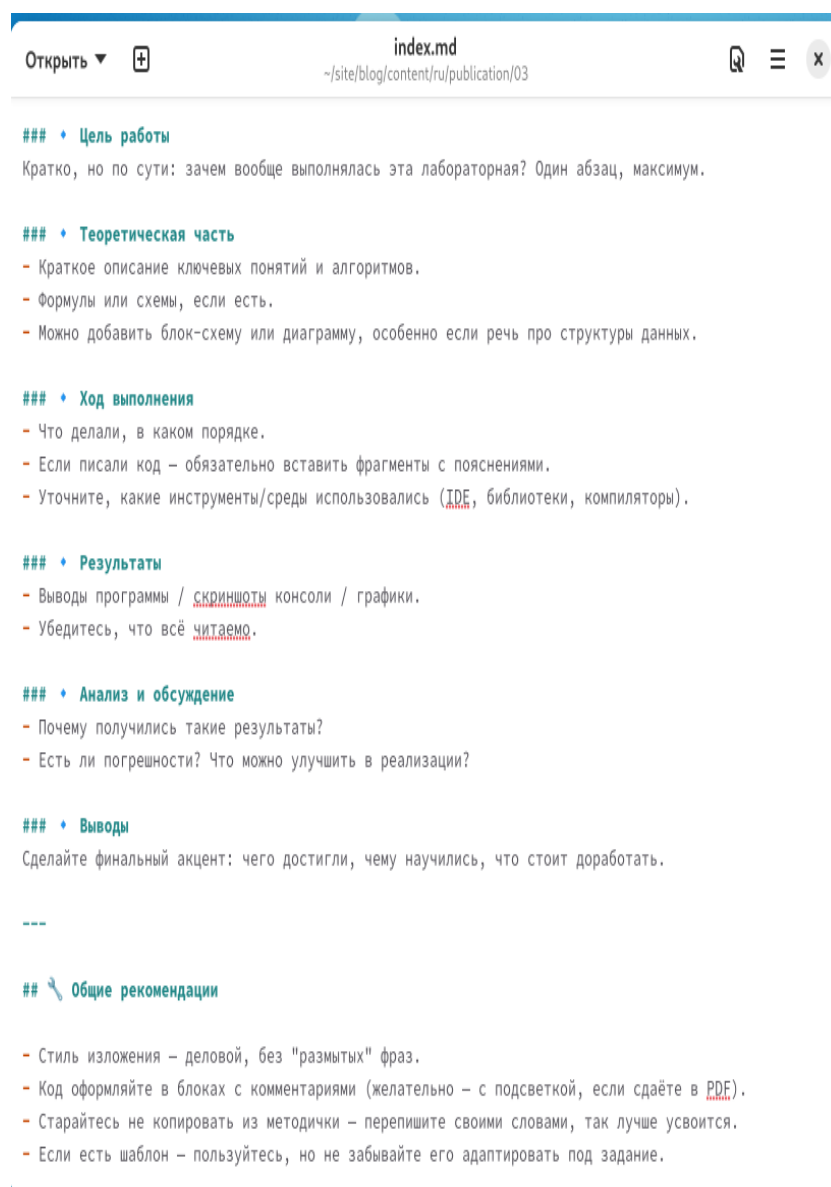 Открыть
index.md
~/site/blog/content/ru/publication/03
### 🔹 Цель работы
Кратко, но по сути: зачем вообще выполнялась эта лабораторная? Один абзац, максимум.
### 🔹 Теоретическая часть
- Краткое описание ключевых понятий и алгоритмов.
- Формулы или схемы, если есть.
- Можно добавить блок-схему или диаграмму, особенно если речь про структуры данных.
### 🔹 Ход выполнения
- Что делали, в каком порядке.
- Если писали код — обязательно вставить фрагменты с пояснениями.
- Уточните, какие инструменты/среды использовались (IDE, библиотеки, компиляторы).
### 🔹 Результаты
- Выводы программы / скриншоты консоли / графики.
- Убедитесь, что всё читаемо.
### 🔹 Анализ и обсуждение
- Почему получились такие результаты?
- Есть ли погрешности? Что можно улучшить в реализации?
### 🔹 Выводы
Сделайте финальный акцент: чего достигли, чему научились, что стоит доработать.
---
## 🔧 Общие рекомендации
- Стиль изложения — деловой, без "размытых" фраз.
- Код оформляйте в блоках с комментариями (желательно — с подсветкой, если сдаёте в PDF).
- Старайтесь не копировать из методички — перепишите своими словами, так лучше усвоится.
- Если есть шаблон — пользуйтесь, но не забывайте его адаптировать под задание.